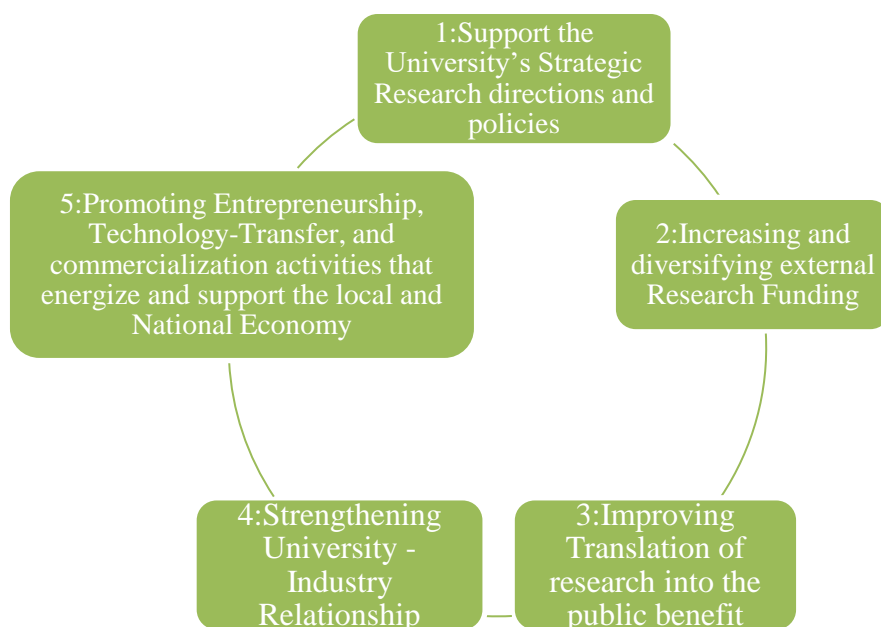 1:Support the
University’s Strategic
Research directions and
policies
2:Increasing and
diversifying external
Research Funding
3:Improving
Translation of
research into the
public benefit
4:Strengthening
University -
Industry
Relationship
5:Promoting Entrepreneurship,
Technology-Transfer, and
commercialization activities that
energize and support the local and
National Economy